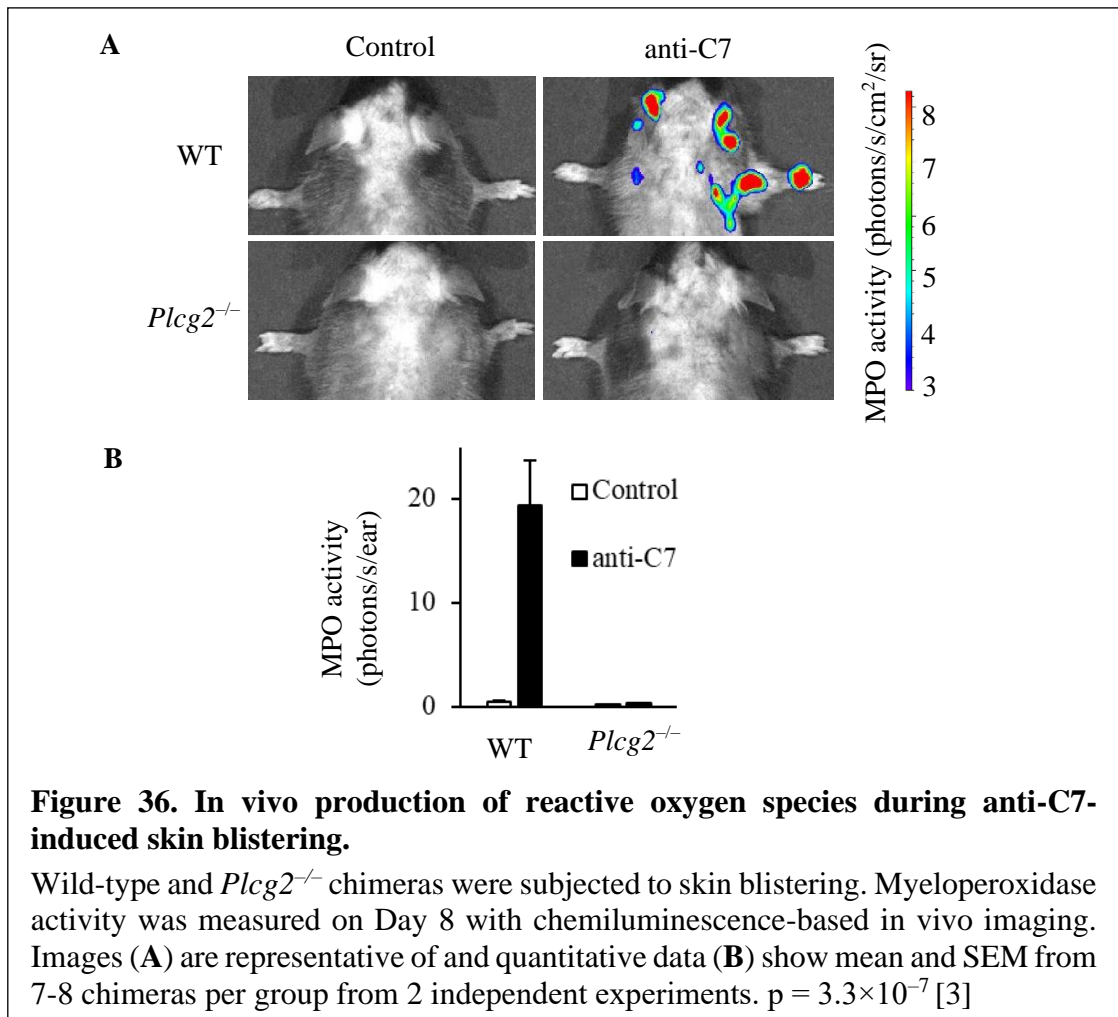 A
Control anti-C7
WT
Plcg2–/–
MPO activity (photons/s/cm2/sr)
8
7
6
5
4
3
B
MPO activity
(photons/s/ear)
20
10
0
Control
anti-C7
WT Plcg2–/–
Figure 36. In vivo production of reactive oxygen species during anti-C7-
induced skin blistering.
Wild-type and Plcg2–/– chimeras were subjected to skin blistering. Myeloperoxidase
activity was measured on Day 8 with chemiluminescence-based in vivo imaging.
Images (A) are representative of and quantitative data (B) show mean and SEM from
7-8 chimeras per group from 2 independent experiments. p = 3.3×10–7 [3]